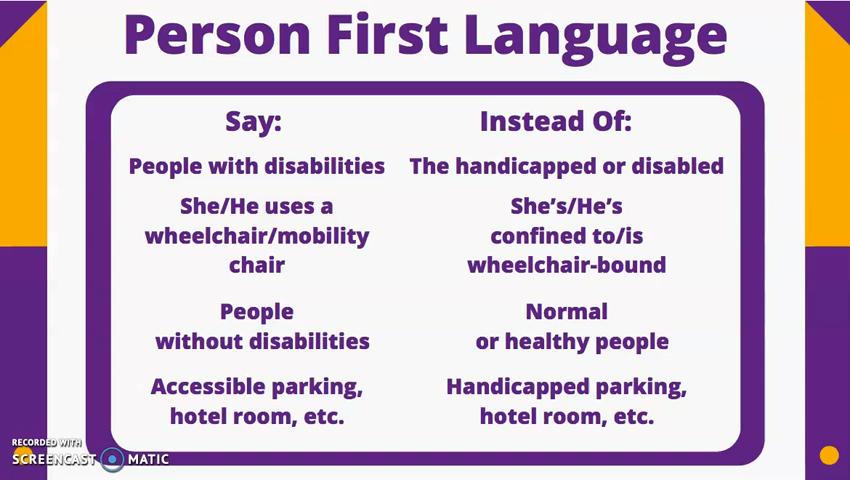 Person First Language
Say:
Instead Of:
People with disabilities
The handicapped or disabled
She/He uses a
wheelchair/mobility
chair
She's/He's
confined to/is
wheelchair-bound
People
without disabilities
Normal
or healthy people
Accessible parking,
hotel room, etc.
Handicapped parking,
hotel room, etc.
RECORDED WITH
SCREENCAST MATIC